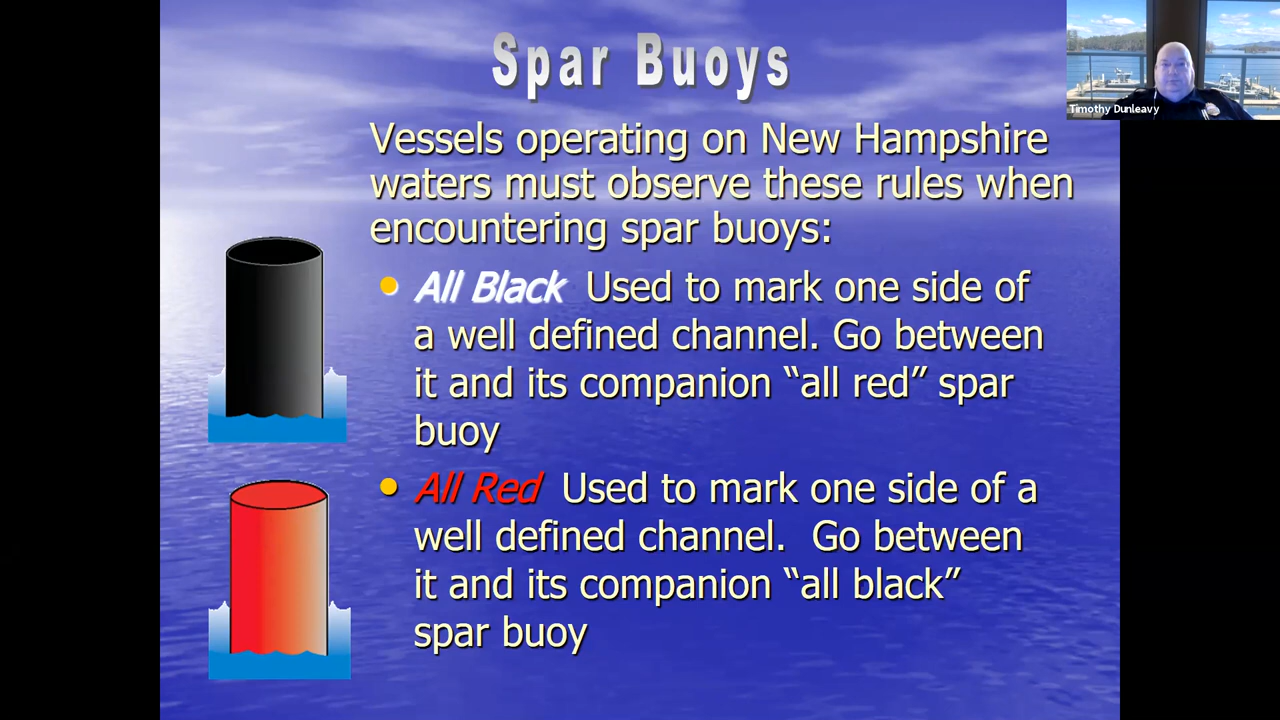 Spar Buoys
Timothy Dunleavy
Vessels operating on New Hampshire
waters must observe these rules when
encountering spar buoys:
• All Black Used to mark one side of
a well defined channel. Go between
it and its companion “all red” spar
buoy
• All Red Used to mark one side of a
well defined channel. Go between
it and its companion “all black”
spar buoy